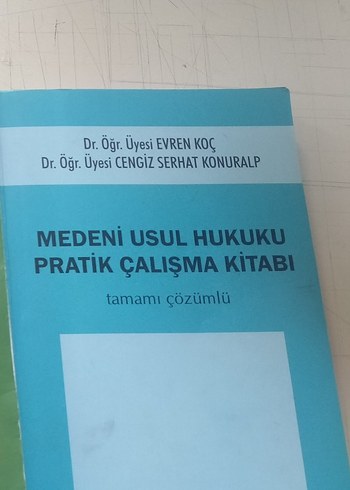 Dr. Öğr. Üyesi EVREN KOÇ
Dr. Öğr. Üyesi CENGİZ SERHAT KONURALP
MEDENİ USUL HUKUKU
PRATİK ÇALIŞMA KİTABI
tamamı çözümlü